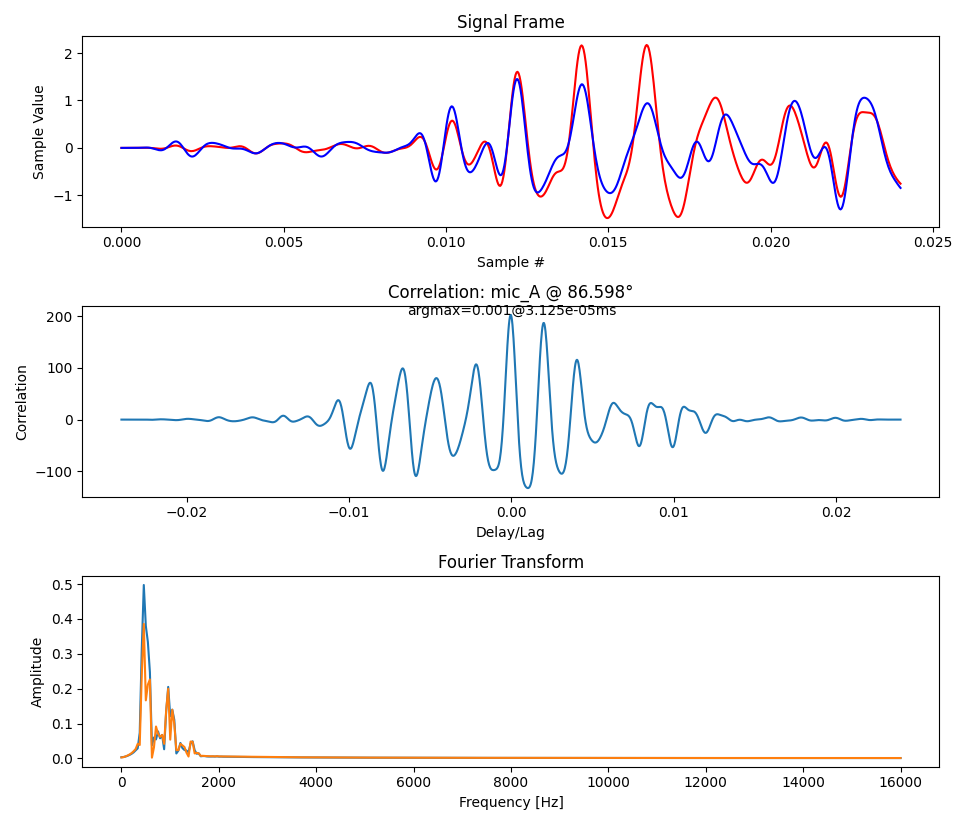 Signal Frame
2
1
0
−1
Sample Value
0.000 0.005 0.010 0.015 0.020 0.025
Sample #
Correlation: mic_A @ 86.598°
argmax=0.001@3.125e-05ms
200
100
0
−100
Correlation
−0.02 −0.01 0.00 0.01 0.02
Delay/Lag
Fourier Transform
0.5
0.4
0.3
0.2
0.1
0.0
Amplitude
0 2000 4000 6000 8000 10000 12000 14000 16000
Frequency [Hz]